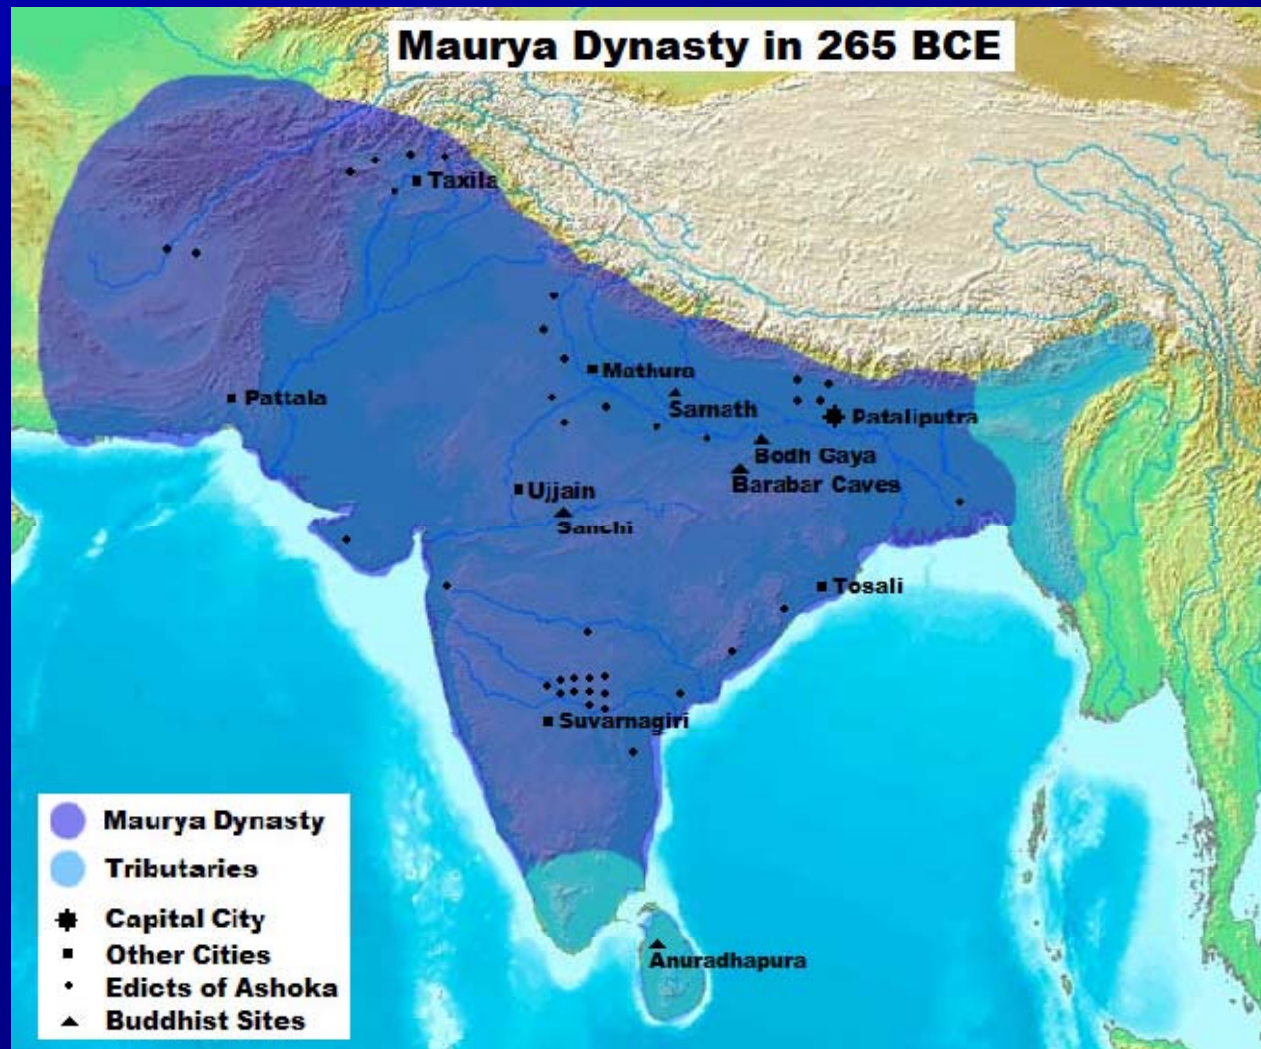 Maurya Dynasty in 265 BCE
Taxila
Pattala
Mathura
Sarnath
Pataliputra
Bodh Gaya
Barabar Caves
Ujjain
Sanchi
Tosali
Suvarnagiri
Anuradhapura
Maurya Dynasty
Tributaries
Capital City
Other Cities
Edicts of Ashoka
Buddhist Sites